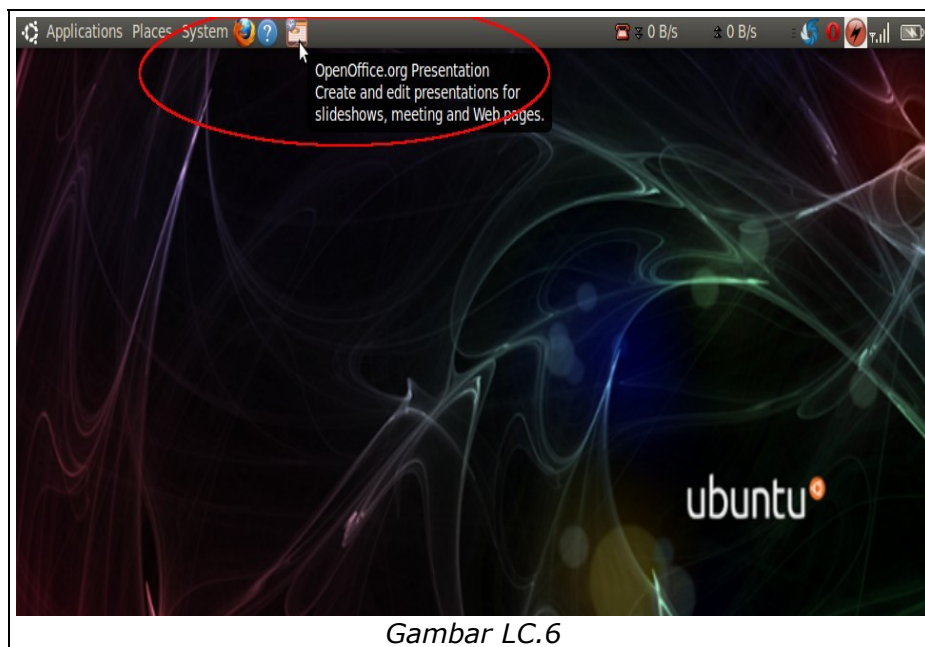 Applications Places System ? 0 B/s 0 B/s
OpenOffice.org Presentation
Create and edit presentations for
slideshows, meeting and Web pages.
ubuntu
Gambar LC.6